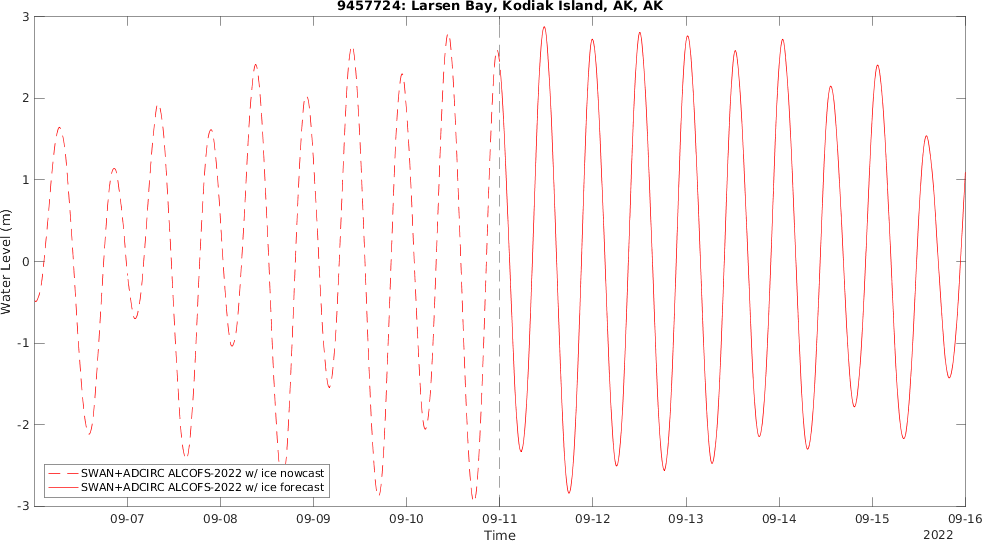 9457724: Larsen Bay, Kodiak Island, AK, AK
3
2
1
0
-1
-2
-3
Water Level (m)
SWAN+ADCIRC ALCOFS-2022 w/ ice nowcast
SWAN+ADCIRC ALCOFS-2022 w/ ice forecast
09-07 09-08 09-09 09-10 09-11 09-12 09-13 09-14 09-15 09-16
Time
2022